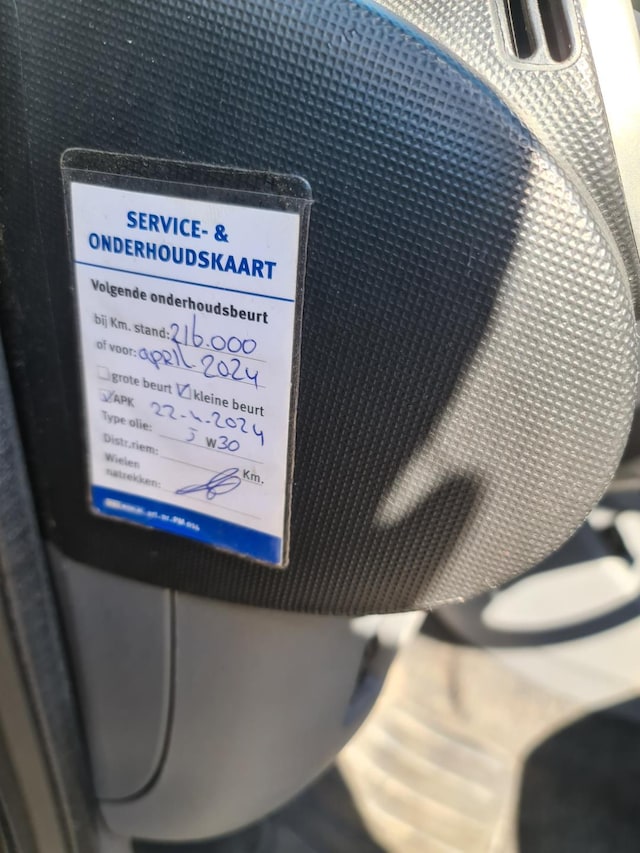 SERVICE- &
ONDERHOUDSKAART
Volgende onderhoudsbeurt
bij Km. stand: 216.000
of voor: april 2024
grote beurt kleine beurt
APK 22-4-2024
Type olie: 5 W30
Distr.riem: Km.
Wielen
natrekken: